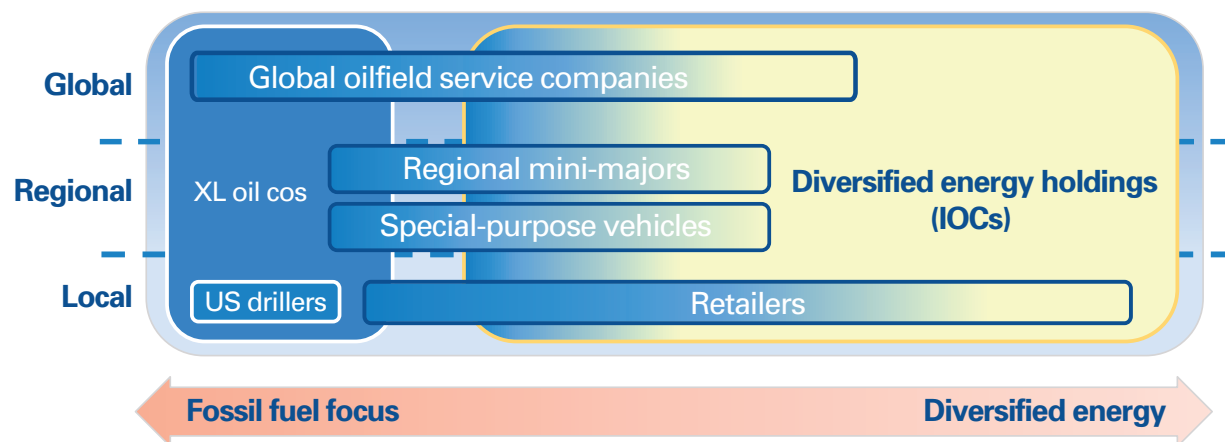 Global
Global oilfield service companies
Regional
XL oil cos
Regional mini-majors
Special-purpose vehicles
Diversified energy holdings
(IOCs)
Local
US drillers
Retailers
Fossil fuel focus
Diversified energy